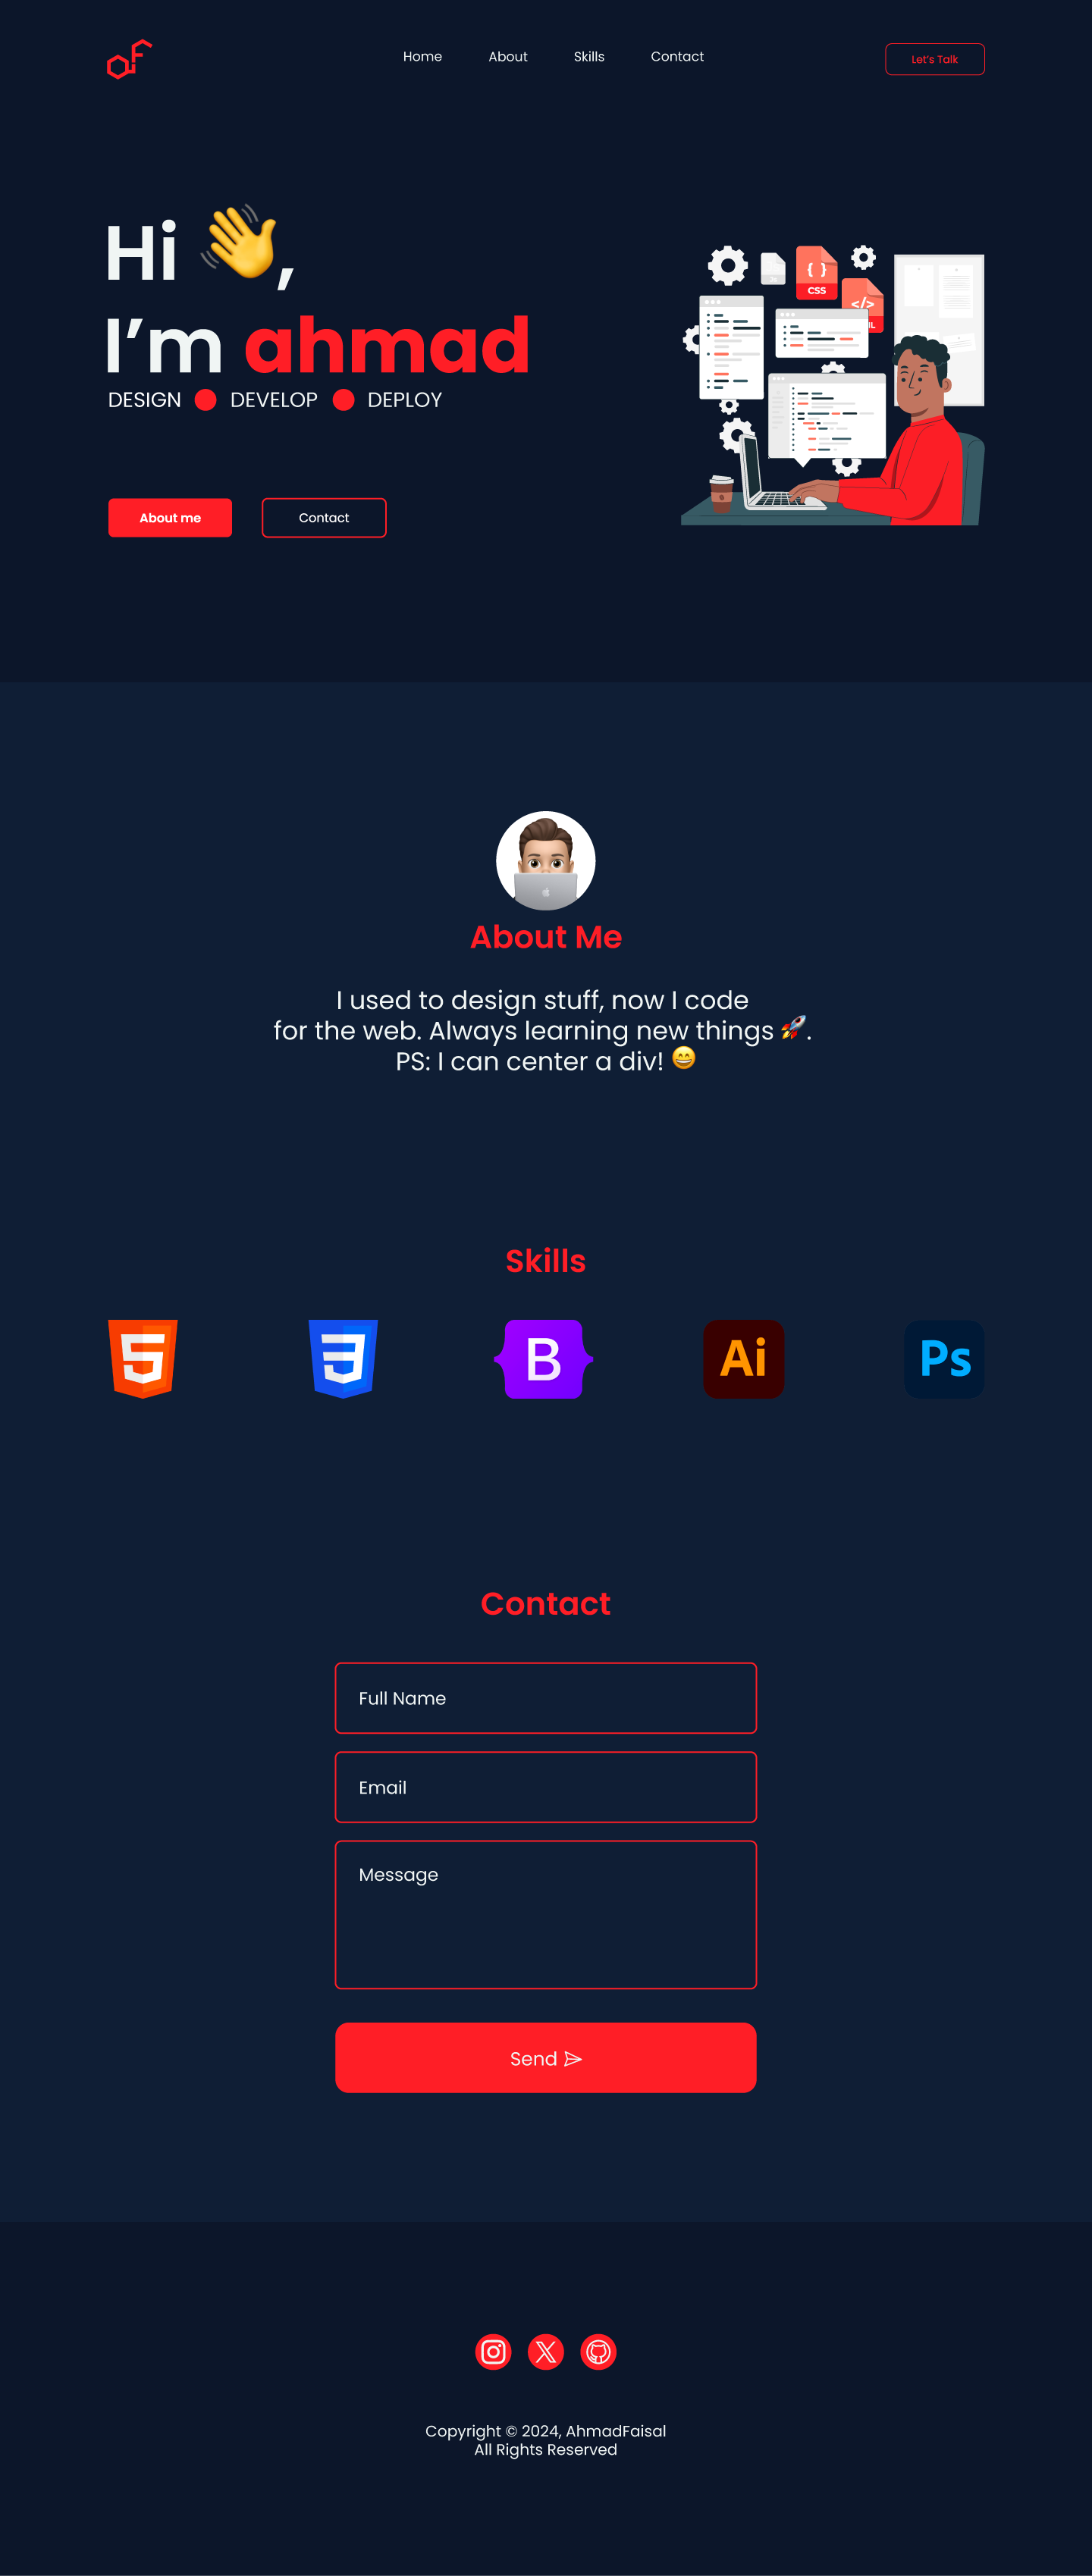 aF
Home About Skills Contact
Let's Talk
Hi 👋,
I'm ahmad
DESIGN DEVELOP DEPLOY
About me Contact
{ }
CSS
</>
About Me
I used to design stuff, now I code
for the web. Always learning new things 🚀.
PS: I can center a div! 😄
Skills
5 3 B Ai Ps
Contact
Full Name
Email
Message
Send
Copyright © 2024, AhmadFaisal
All Rights Reserved